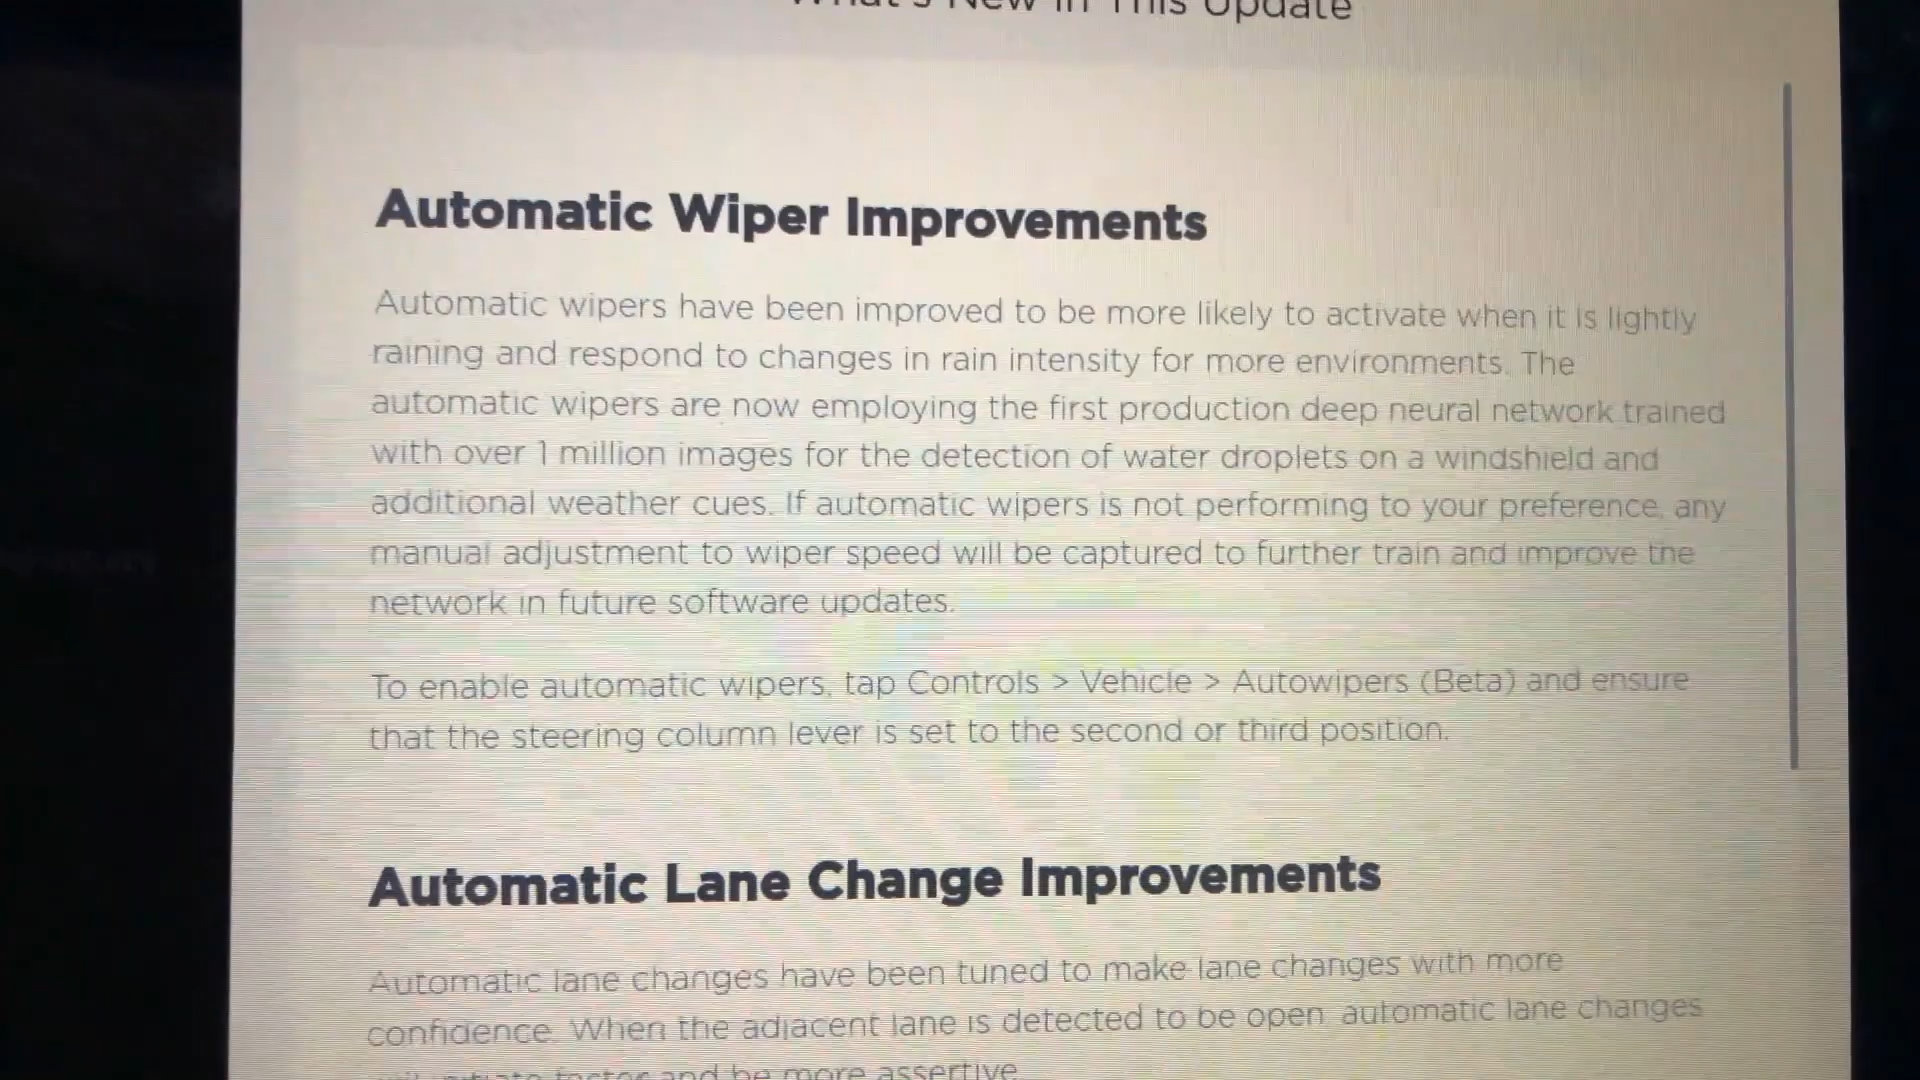 What's New in This Update
Automatic Wiper Improvements
Automatic wipers have been improved to be more likely to activate when it is lightly
raining and respond to changes in rain intensity for more environments. The
automatic wipers are now employing the first production deep neural network trained
with over 1 million images for the detection of water droplets on a windshield and
additional weather cues. If automatic wipers is not performing to your preference, any
manual adjustment to wiper speed will be captured to further train and improve the
network in future software updates.
To enable automatic wipers, tap Controls > Vehicle > Autowipers (Beta) and ensure
that the steering column lever is set to the second or third position.
Automatic Lane Change Improvements
Automatic lane changes have been tuned to make lane changes with more
confidence. When the adjacent lane is detected to be open, automatic lane changes
and be more assertive.